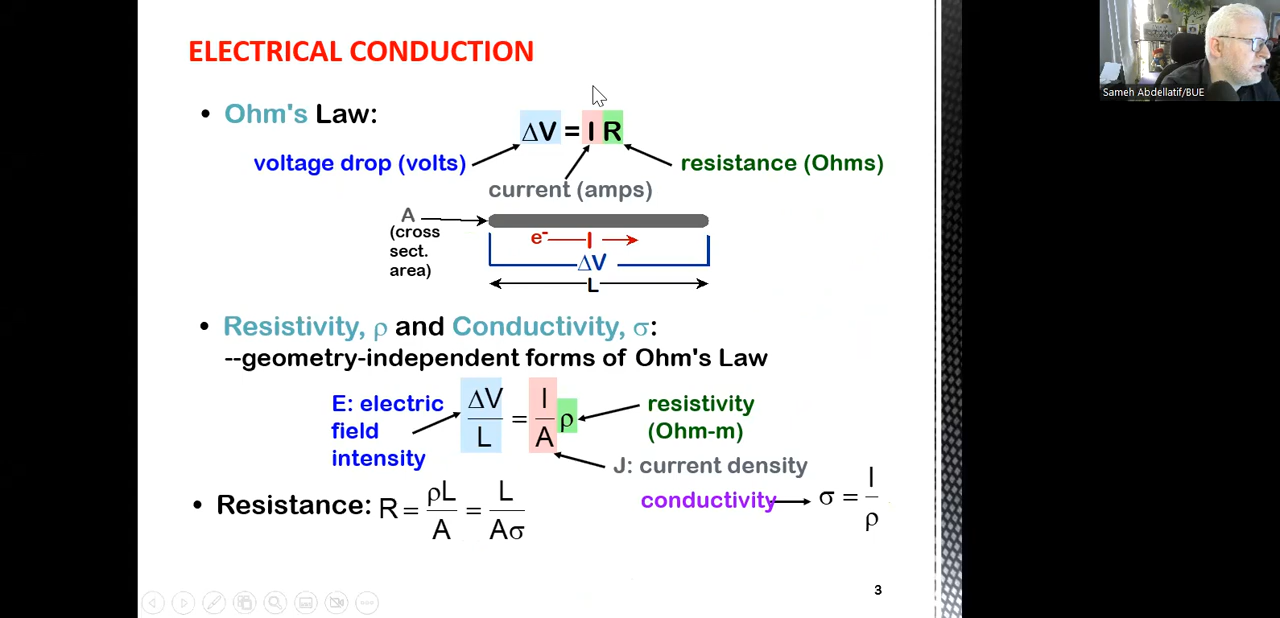 ELECTRICAL CONDUCTION
Sameh Abdellatif/BUE
• Ohm's Law:
ΔV = I R
voltage drop (volts)
resistance (Ohms)
current (amps)
A
(cross
sect.
area)
e⁻ I
ΔV
L
• Resistivity, ρ and Conductivity, σ:
--geometry-independent forms of Ohm's Law
E: electric
field
intensity
ΔV/L = I/A ρ
resistivity
(Ohm-m)
J: current density
conductivity
σ = I/ρ
• Resistance: R = ρL/A = L/Aσ
3